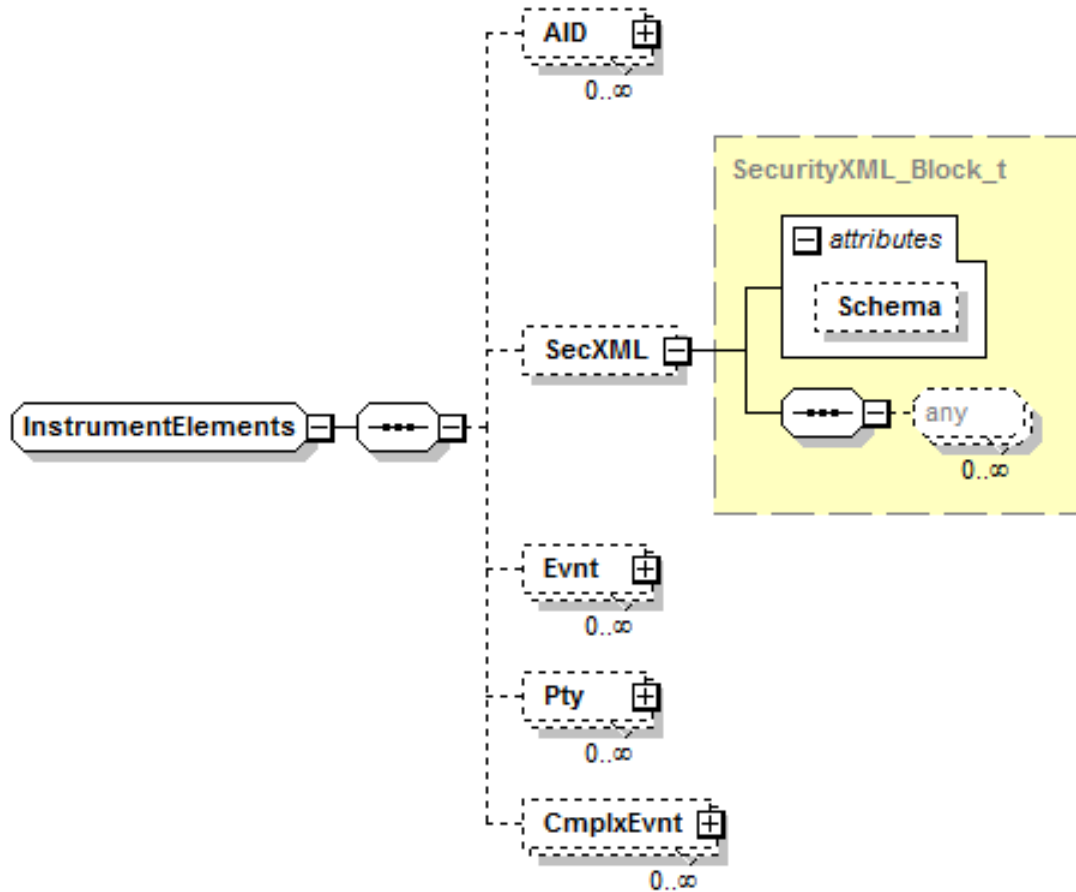 AID
0..∞
SecurityXML_Block_t
attributes
Schema
SecXML
any
0..∞
InstrumentElements
Evnt
0..∞
Pty
0..∞
CmplxEvnt
0..∞